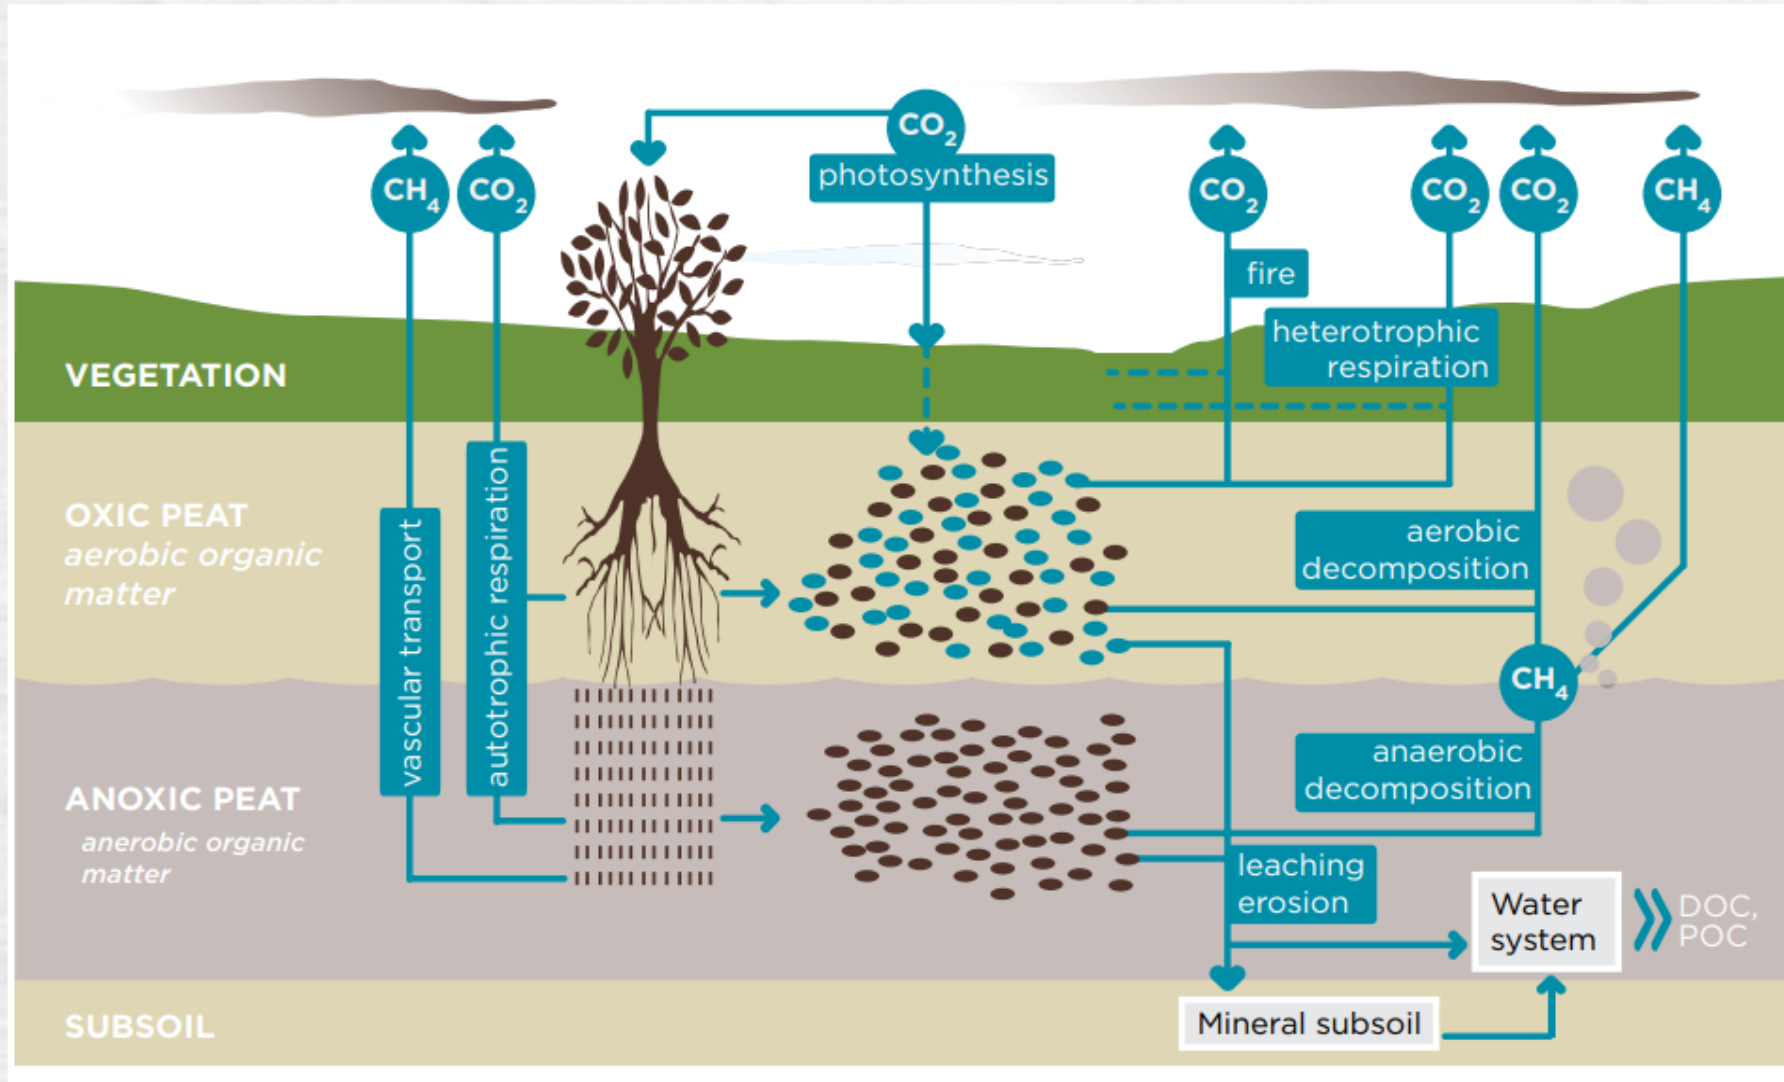 CO2
photosynthesis
CH4
CO2
CO2
CO2
CO2
CH4
fire
heterotrophic
respiration
VEGETATION
OXIC PEAT
aerobic organic
matter
vascular transport
autotrophic respiration
aerobic
decomposition
CH4
ANOXIC PEAT
anerobic organic
matter
anaerobic
decomposition
leaching
erosion
Water
system
DOC,
POC
SUBSOIL
Mineral subsoil